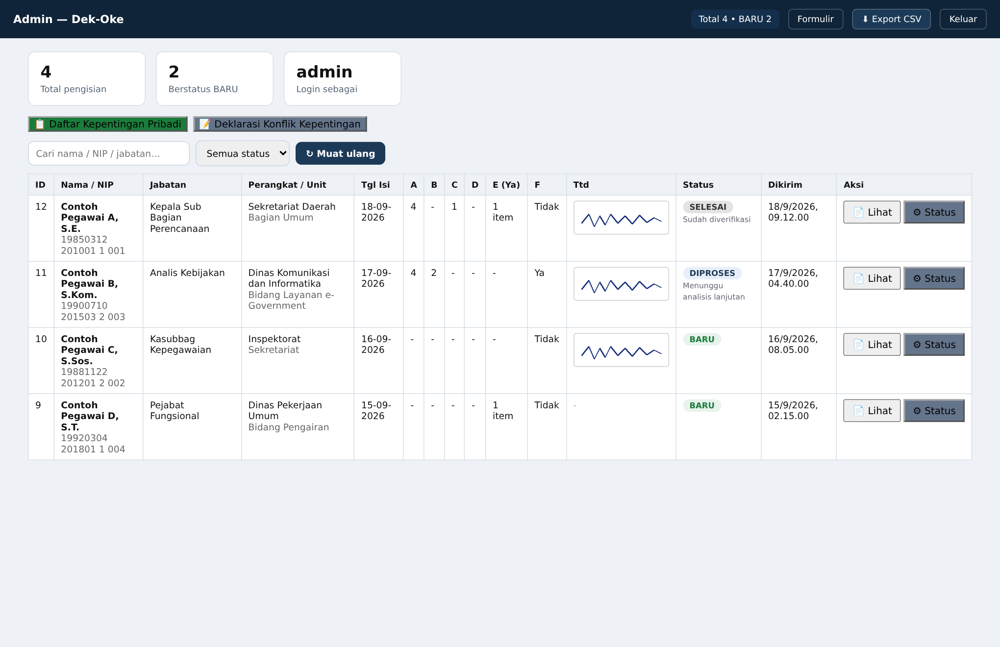 Admin — Dek-Oke
Total 4 • BARU 2
Formulir
⬇ Export CSV
Keluar
4
Total pengisian
2
Berstatus BARU
admin
Login sebagai
📋 Daftar Kepentingan Pribadi
📝 Deklarasi Konflik Kepentingan
Cari nama / NIP / jabatan...
Semua status
↻ Muat ulang
ID Nama / NIP Jabatan Perangkat / Unit Tgl Isi A B C D E (Ya) F Ttd Status Dikirim Aksi
12
Contoh
Pegawai A,
S.E.
19850312
201001 1 001
Kepala Sub
Bagian
Perencanaan
Sekretariat Daerah
Bagian Umum
18-09-
2026
4
-
1
-
1
item
Tidak
SELESAI
Sudah diverifikasi
18/9/2026,
09.12.00
📄 Lihat
⚙ Status
11
Contoh
Pegawai B,
S.Kom.
19900710
201503 2 003
Analis Kebijakan
Dinas Komunikasi
dan Informatika
Bidang Layanan e-
Government
17-09-
2026
4
2
-
-
-
Ya
DIPROSES
Menunggu
analisis lanjutan
17/9/2026,
04.40.00
📄 Lihat
⚙ Status
10
Contoh
Pegawai C,
S.Sos.
19881122
201201 2 002
Kasubbag
Kepegawaian
Inspektorat
Sekretariat
16-09-
2026
-
-
-
-
-
Tidak
BARU
16/9/2026,
08.05.00
📄 Lihat
⚙ Status
9
Contoh
Pegawai D,
S.T.
19920304
201801 1 004
Pejabat
Fungsional
Dinas Pekerjaan
Umum
Bidang Pengairan
15-09-
2026
-
-
-
-
1
item
Tidak
-
BARU
15/9/2026,
02.15.00
📄 Lihat
⚙ Status